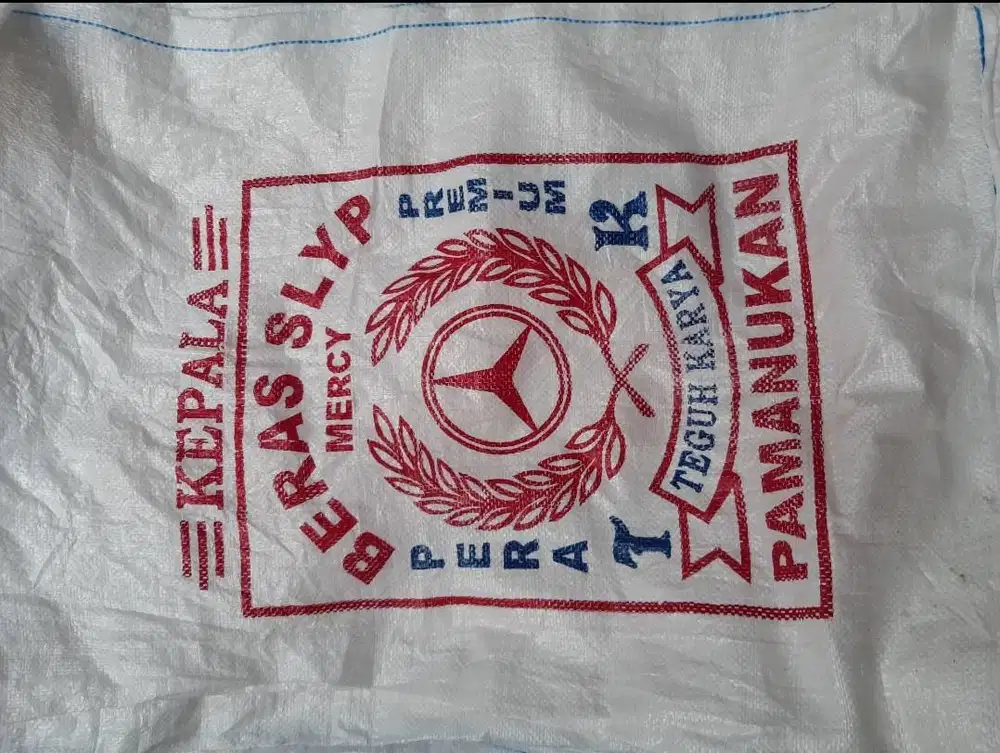 KEPALA
BERAS SLYP
MERCY
PERA
PREMIUM
T K
TEGUH KARYA
PAMANUKAN